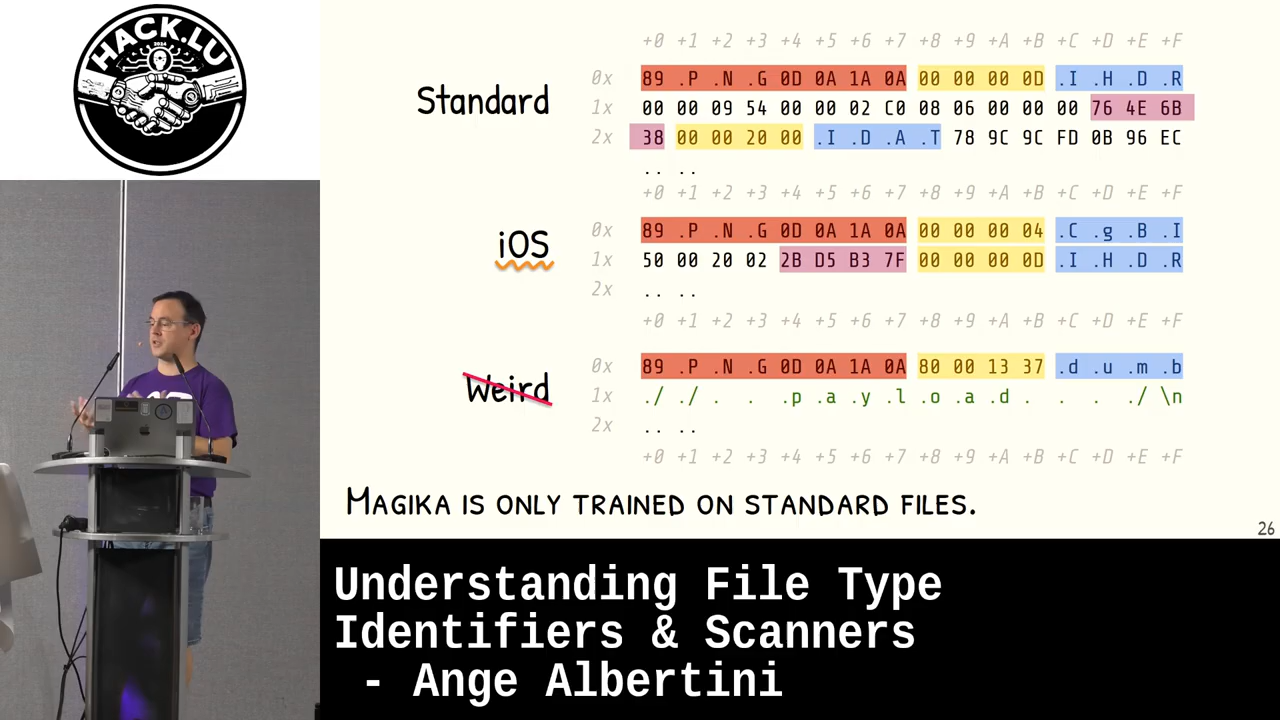 HACK.LU
2024
+0 +1 +2 +3 +4 +5 +6 +7 +8 +9 +A +B +C +D +E +F
Standard
0x 89 .P .N .G 0D 0A 1A 0A 00 00 00 0D .I .H .D .R
1x 00 00 09 54 00 00 02 C0 08 06 00 00 00 76 4E 6B
2x 38 00 00 20 00 .I .D .A .T 78 9C 9C FD 0B 96 EC
.. ..
+0 +1 +2 +3 +4 +5 +6 +7 +8 +9 +A +B +C +D +E +F
iOS
0x 89 .P .N .G 0D 0A 1A 0A 00 00 00 04 .C .g .B .I
1x 50 00 20 02 2B D5 B3 7F 00 00 00 0D .I .H .D .R
2x .. ..
+0 +1 +2 +3 +4 +5 +6 +7 +8 +9 +A +B +C +D +E +F
Weird
0x 89 .P .N .G 0D 0A 1A 0A 80 00 13 37 .d .u .m .b
1x ./ ./ . . .p .a .y .l .o .a .d . . . ./ \n
2x .. ..
+0 +1 +2 +3 +4 +5 +6 +7 +8 +9 +A +B +C +D +E +F
MAGIKA IS ONLY TRAINED ON STANDARD FILES.
26
Understanding File Type
Identifiers & Scanners
- Ange Albertini